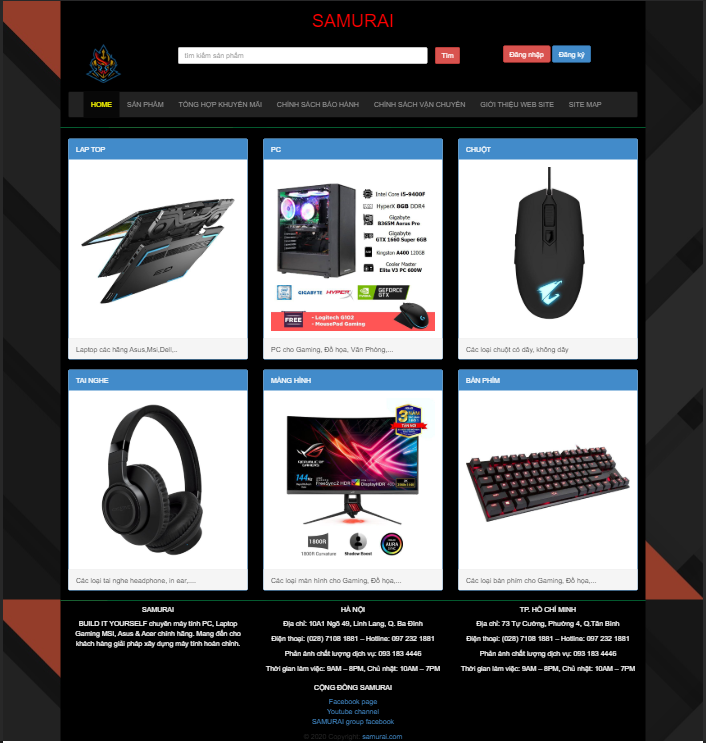 SAMURAI
tìm kiếm sản phẩm
Tìm
Đăng nhập
Đăng ký
HOME
SẢN PHẨM
TỔNG HỢP KHUYẾN MÃI
CHÍNH SÁCH BẢO HÀNH
CHÍNH SÁCH VẬN CHUYỂN
GIỚI THIỆU WEB SITE
SITE MAP
LAP TOP
Laptop các hãng Asus,Msi,Dell,..
PC
Intel Core i5-9400F
HyperX 8GB DDR4
Gigabyte
B365M Aorus Pro
Gigabyte
GTX 1660 Super 6GB
Kingston A400 120GB
Cooler Master
Elite V3 PC 600W
GIGABYTE
HYPERX
GEFORCE
GTX
FREE
- Logitech G102
- MousePad Gaming
PC cho Gaming, Đồ họa, Văn Phòng,...
CHUỘT
Các loại chuột có dây, không dây
TAI NGHE
Các loại tai nghe headphone, in ear,....
MÀNG HÌNH
REPUBLIC OF
GAMERS
144Hz
FreeSync2 HDR
DisplayHDR 400
3 NĂM
1800R
1800R Curvature
Shadow Boost
AURA
Các loại màn hình cho Gaming, Đồ họa,...
BÀN PHÍM
Các loại bàn phím cho Gaming, Đồ họa,...
SAMURAI
BUILD IT YOURSELF chuyên máy tính PC, Laptop
Gaming MSI, Asus & Acer chính hãng. Mang đến cho
khách hàng giải pháp xây dựng máy tính hoàn chỉnh.
HÀ NỘI
Địa chỉ: 10A1 Ngõ 49, Linh Lang, Q. Ba Đình
Điện thoại: (028) 7108 1881 – Hotline: 097 232 1881
Phản ánh chất lượng dịch vụ: 093 183 4446
Thời gian làm việc: 9AM – 8PM, Chủ nhật: 10AM – 7PM
TP. HỒ CHÍ MINH
Địa chỉ: 73 Tự Cường, Phường 4, Q.Tân Bình
Điện thoại: (028) 7108 1881 – Hotline: 097 232 1881
Phản ánh chất lượng dịch vụ: 093 183 4446
Thời gian làm việc: 9AM – 8PM, Chủ nhật: 10AM – 7PM
CỘNG ĐỒNG SAMURAI
Facebook page
Youtube channel
SAMURAI group facebook
© 2020 Copyright: samurai.com